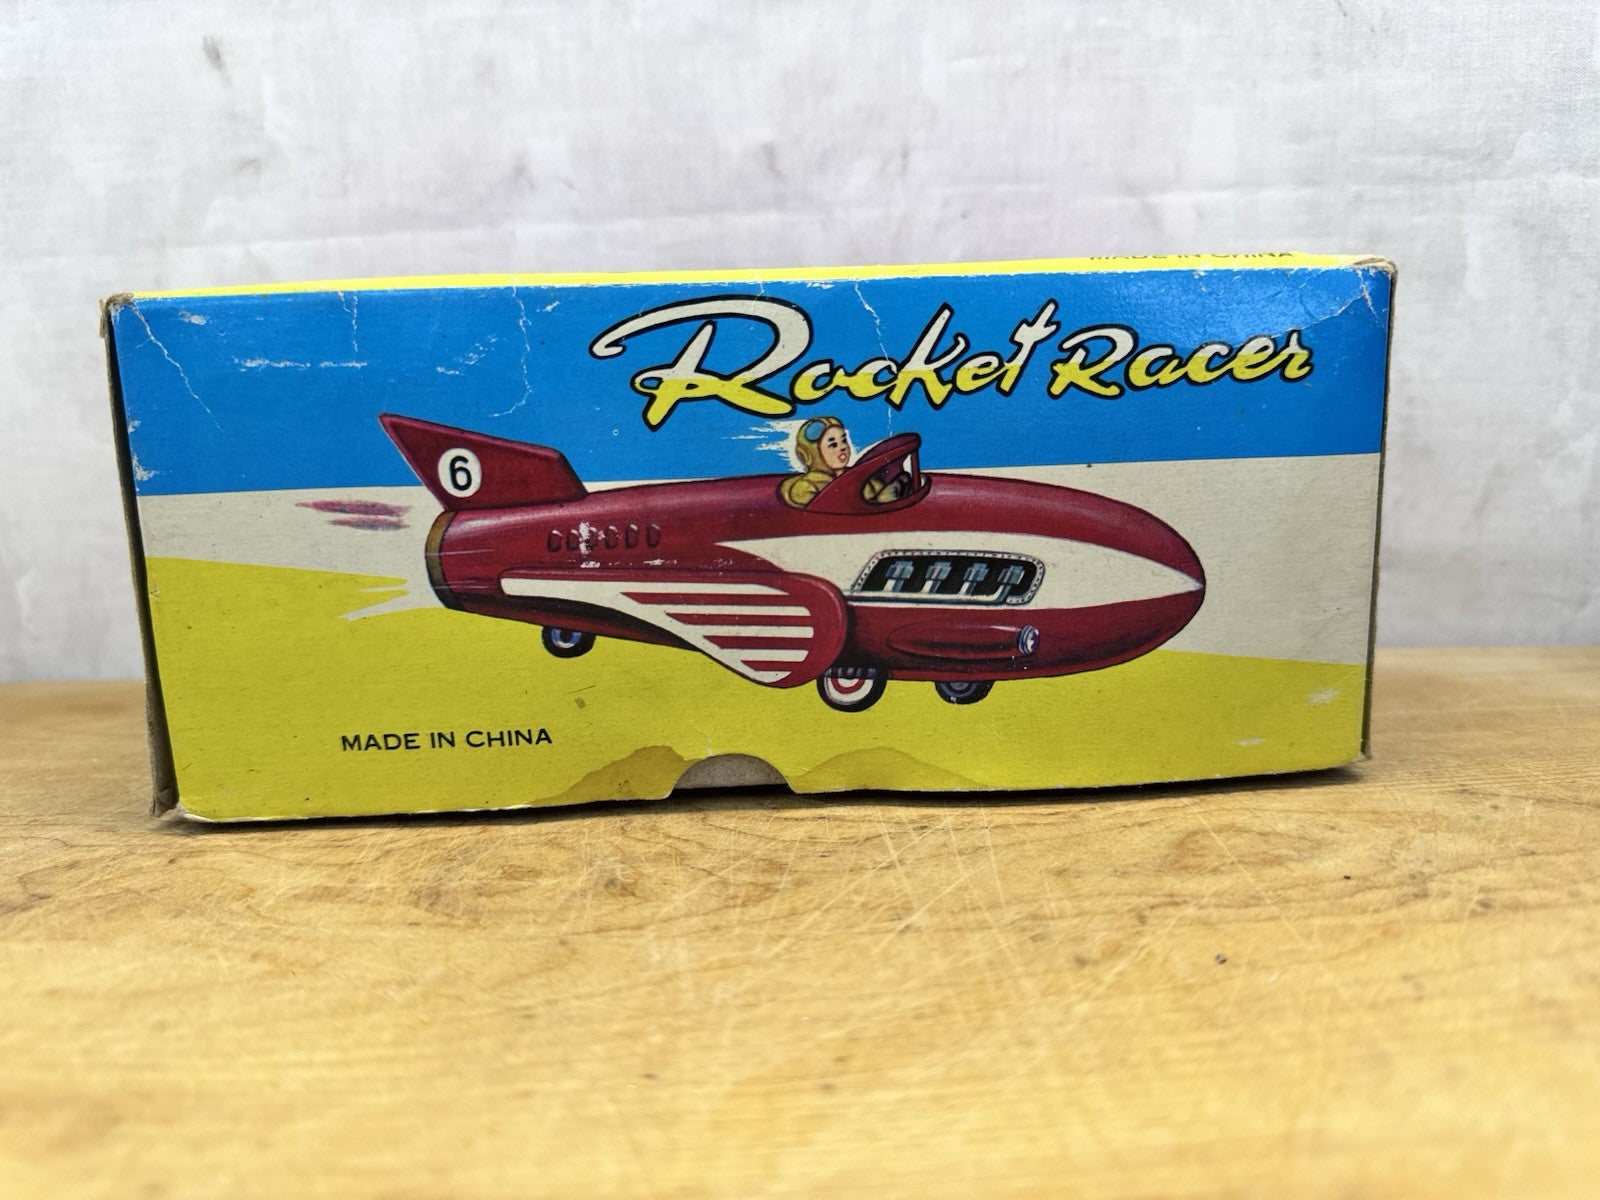 MADE IN CHINA
Rocket Racer
6
MADE IN CHINA